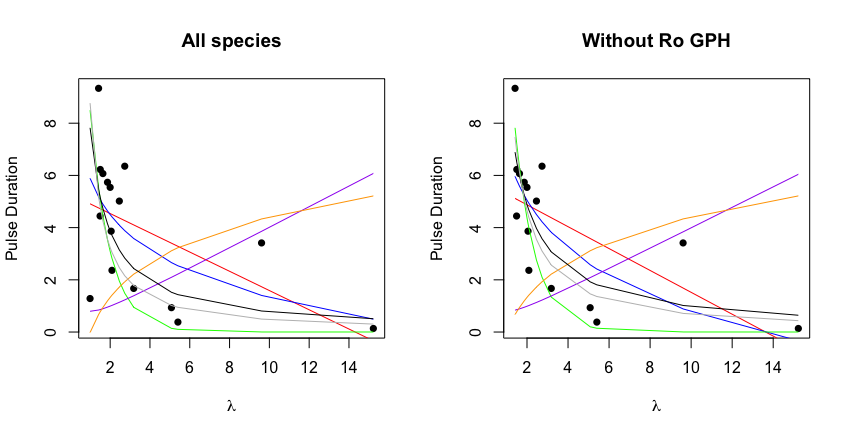 All species
Pulse Duration
0 2 4 6 8
2 4 6 8 10 12 14
λ
Without Ro GPH
Pulse Duration
0 2 4 6 8
2 4 6 8 10 12 14
λ